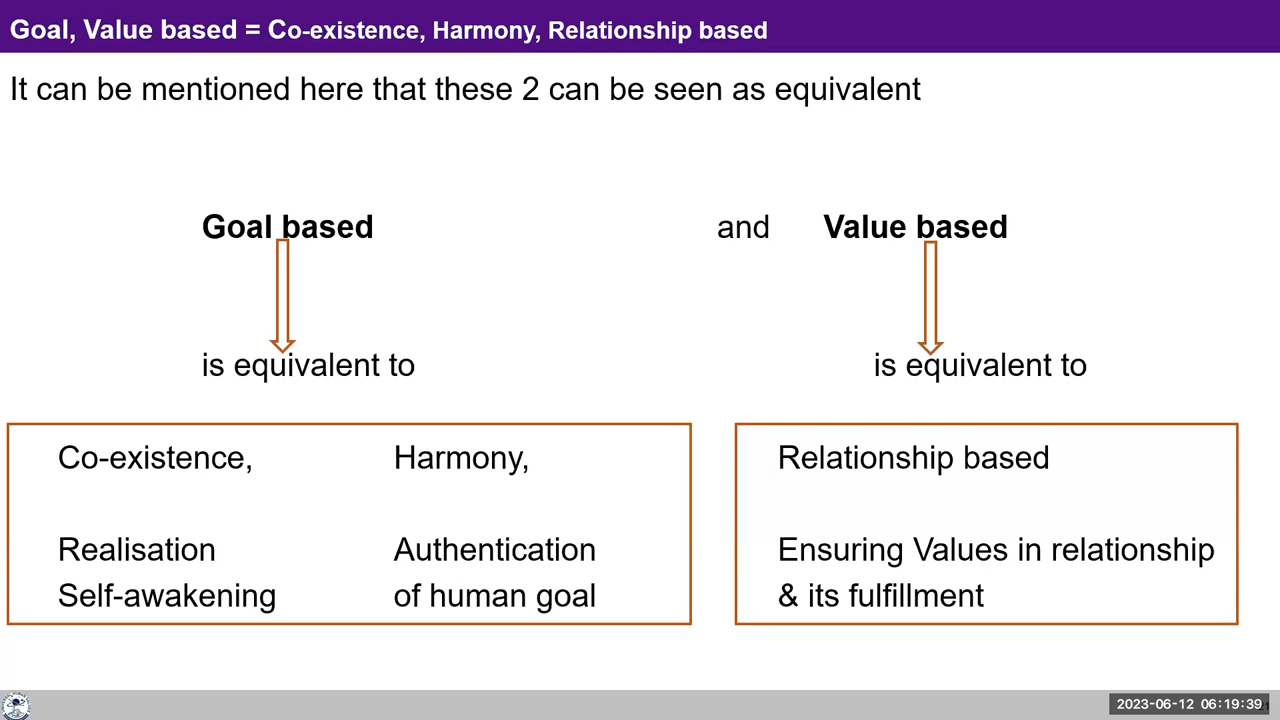 Goal, Value based = Co-existence, Harmony, Relationship based
It can be mentioned here that these 2 can be seen as equivalent
Goal based and Value based
is equivalent to is equivalent to
Co-existence, Harmony, Relationship based
Realisation Authentication Ensuring Values in relationship
Self-awakening of human goal & its fulfillment
2023-06-12 06:19:39